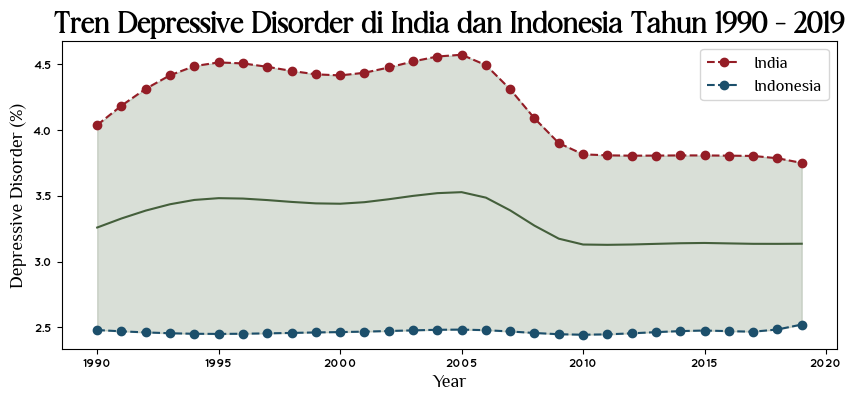 Tren Depressive Disorder di India dan Indonesia Tahun 1990 - 2019
India
Indonesia
Depressive Disorder (%)
4.5
4.0
3.5
3.0
2.5
1990 1995 2000 2005 2010 2015 2020
Year